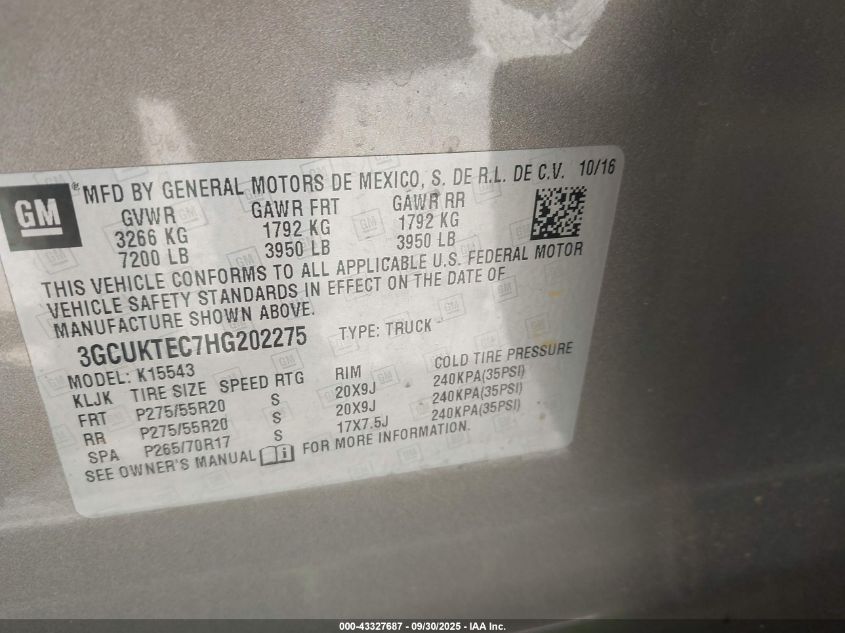 GM
® MFD BY GENERAL MOTORS DE MEXICO, S. DE R.L. DE C.V. 10/16
GVWR GAWR FRT GAWR RR
3266 KG 1792 KG 1792 KG
7200 LB 3950 LB 3950 LB
THIS VEHICLE CONFORMS TO ALL APPLICABLE U.S. FEDERAL MOTOR
VEHICLE SAFETY STANDARDS IN EFFECT ON THE DATE OF
MANUFACTURE SHOWN ABOVE.
3GCUKTEC7HG202275 TYPE: TRUCK
MODEL: K15543
KLJK TIRE SIZE SPEED RTG RIM COLD TIRE PRESSURE
FRT P275/55R20 S 20X9J 240KPA(35PSI)
RR P275/55R20 S 20X9J 240KPA(35PSI)
SPA P265/70R17 S 17X7.5J 240KPA(35PSI)
SEE OWNER'S MANUAL i FOR MORE INFORMATION.
000-43327687 - 09/30/2025 - IAA Inc.